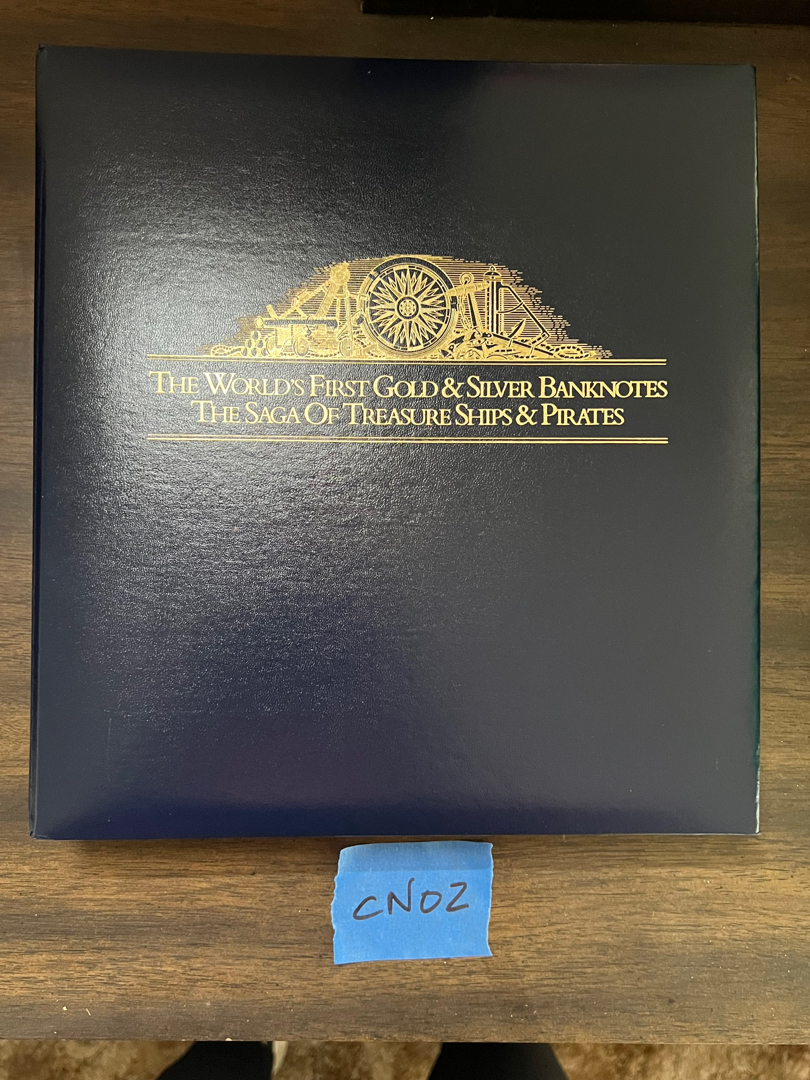 THE WORLD'S FIRST GOLD & SILVER BANKNOTES
THE SAGA OF TREASURE SHIPS & PIRATES
CN02